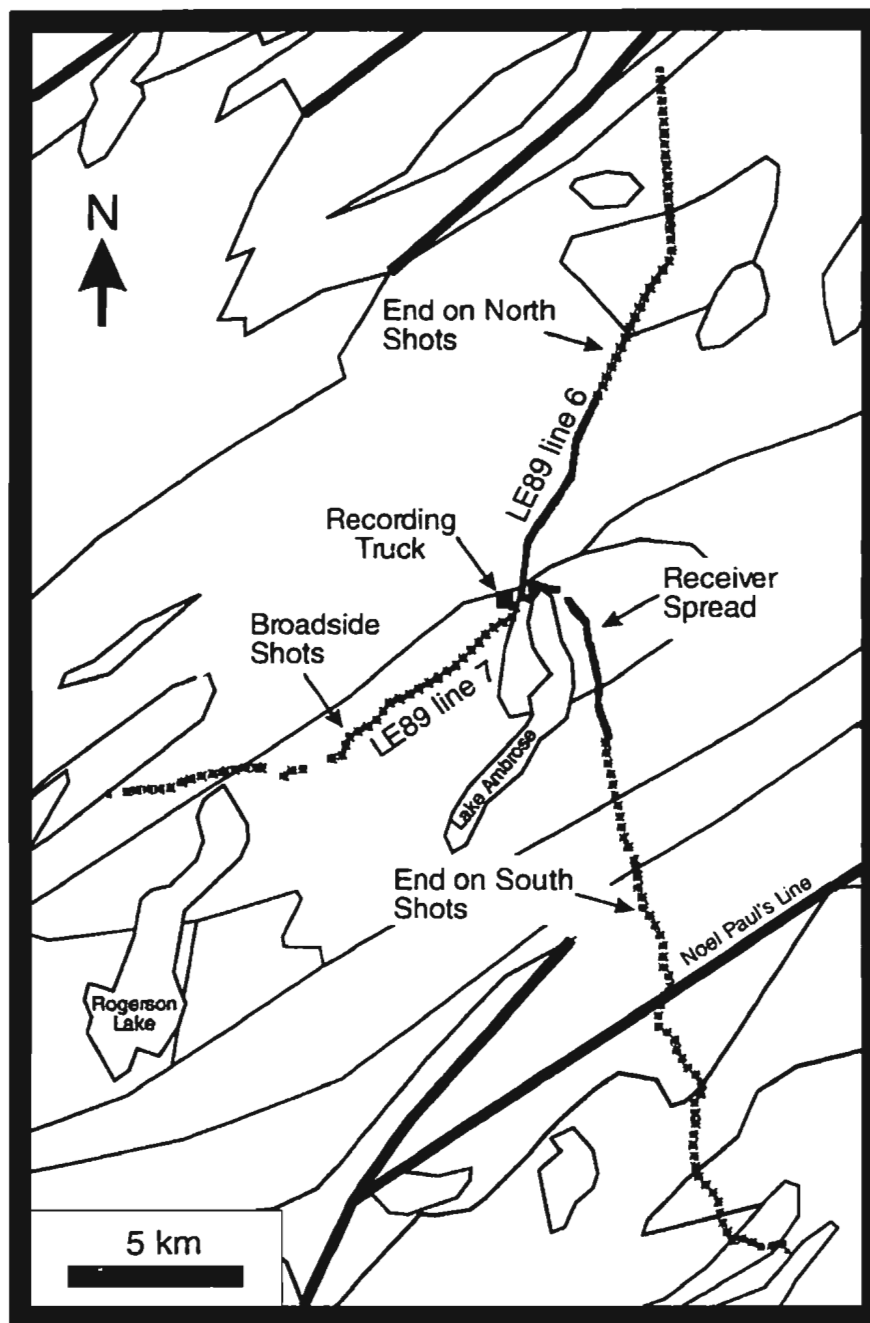 N
End on North
Shots
LE89 line 6
Recording
Truck
Receiver
Spread
Broadside
Shots
LE89 line 7
Lake Ambrose
End on South
Shots
Noel Paul's Line
Rogerson
Lake
5 km